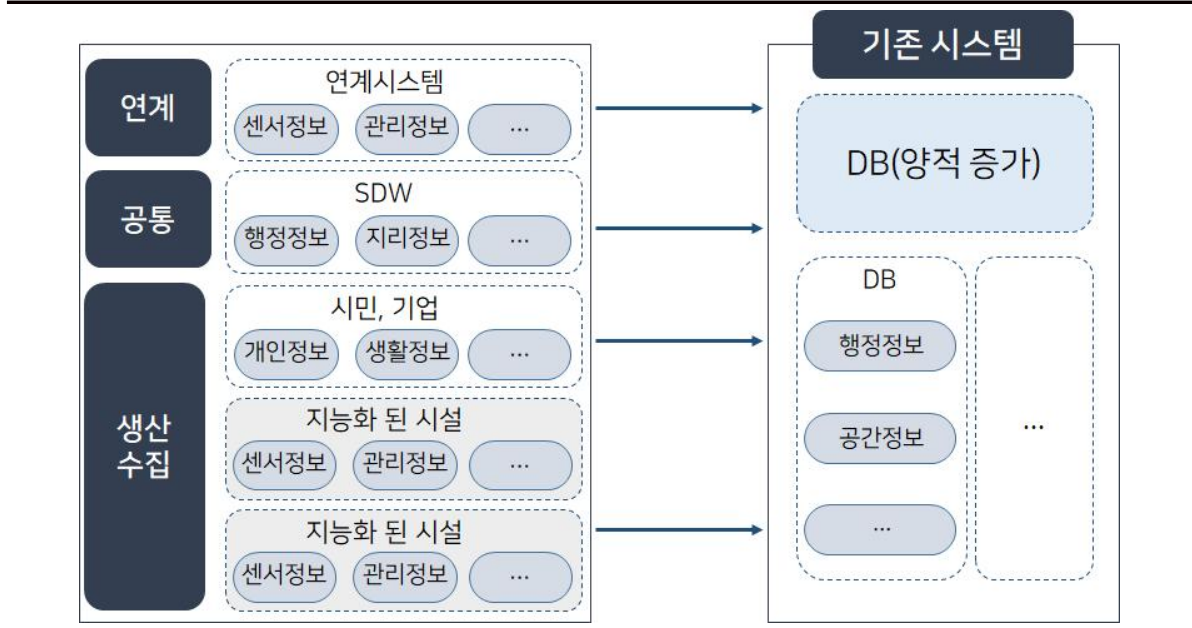 연계
연계시스템
센서정보 관리정보 ...
공통
SDW
행정정보 지리정보 ...
생산
수집
시민, 기업
개인정보 생활정보 ...
지능화 된 시설
센서정보 관리정보 ...
지능화 된 시설
센서정보 관리정보 ...
기존 시스템
DB(양적 증가)
DB
행정정보
공간정보
...
...